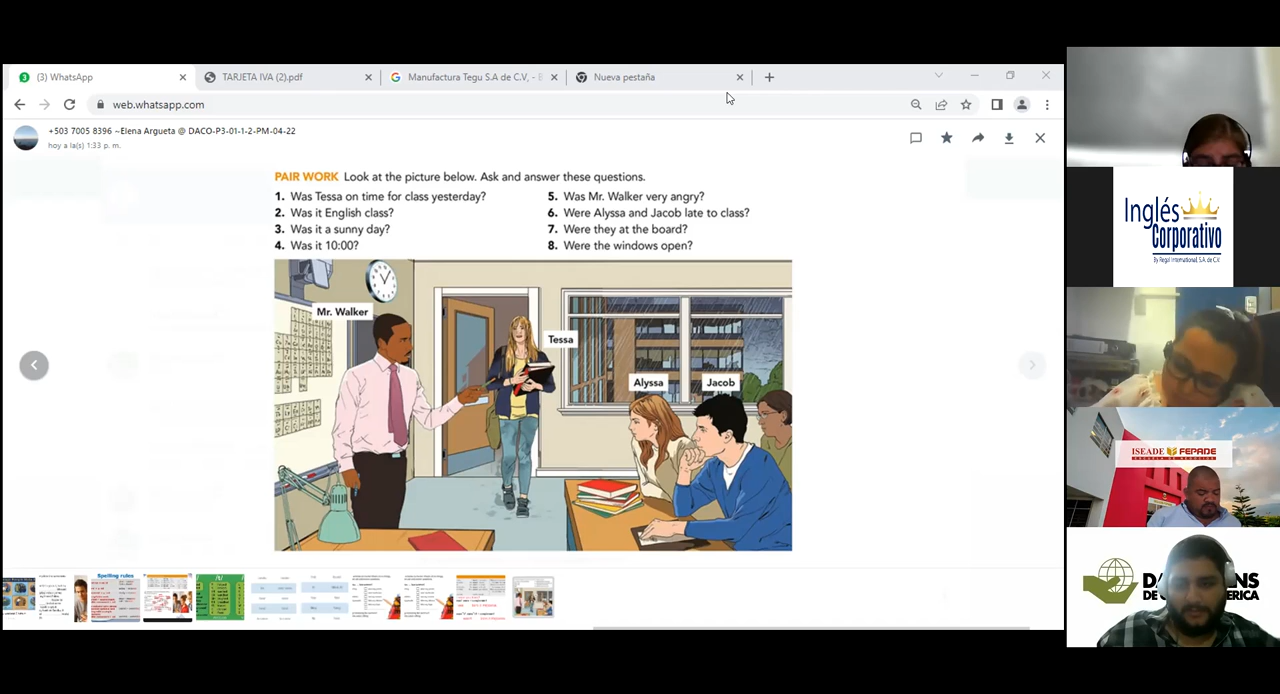 (3) WhatsApp
TARJETA IVA (2).pdf
Manufactura Tegu S.A de C.V, -
Nueva pestaña
web.whatsapp.com
+503 7005 8396 ~Elena Argueta @ DACO-P3-01-1-2-PM-04-22
hoy a la(s) 1:33 p. m.
PAIR WORK Look at the picture below. Ask and answer these questions.
1. Was Tessa on time for class yesterday?
2. Was it English class?
3. Was it a sunny day?
4. Was it 10:00?
5. Was Mr. Walker very angry?
6. Were Alyssa and Jacob late to class?
7. Were they at the board?
8. Were the windows open?
Mr. Walker
Tessa
Alyssa
Jacob
Spelling rules
/t/
Inglés
Corporativo
By Regal International, S.A. de C.V.
ISEADE FEPADE